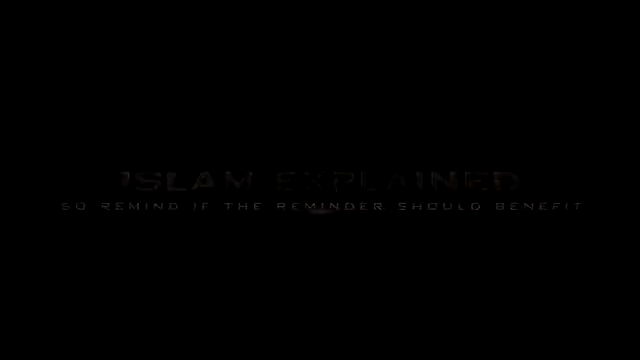 ISLAM EXPLAINED
SO REMIND IF THE REMINDER SHOULD BENEFIT